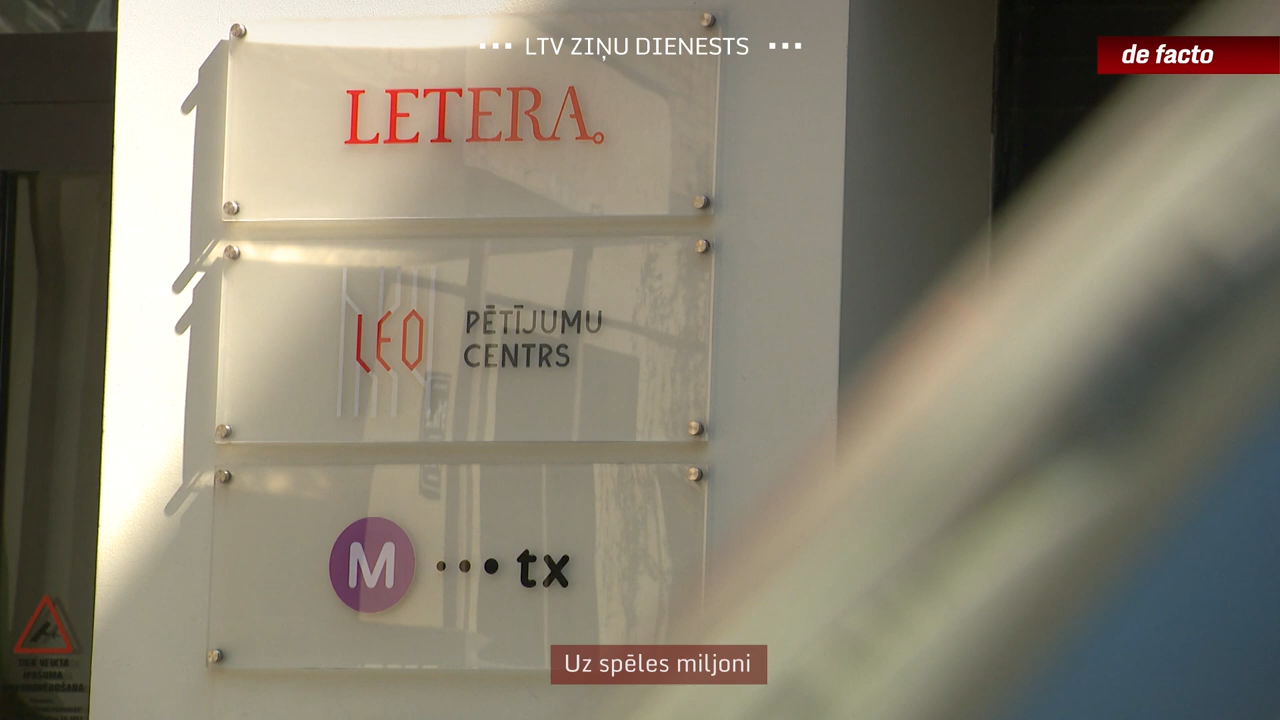 LTV ZIŅU DIENESTS
de facto
LETERA
LEO
PĒTĪJUMU
CENTRS
M ••• tx
Uz spēles miljoni